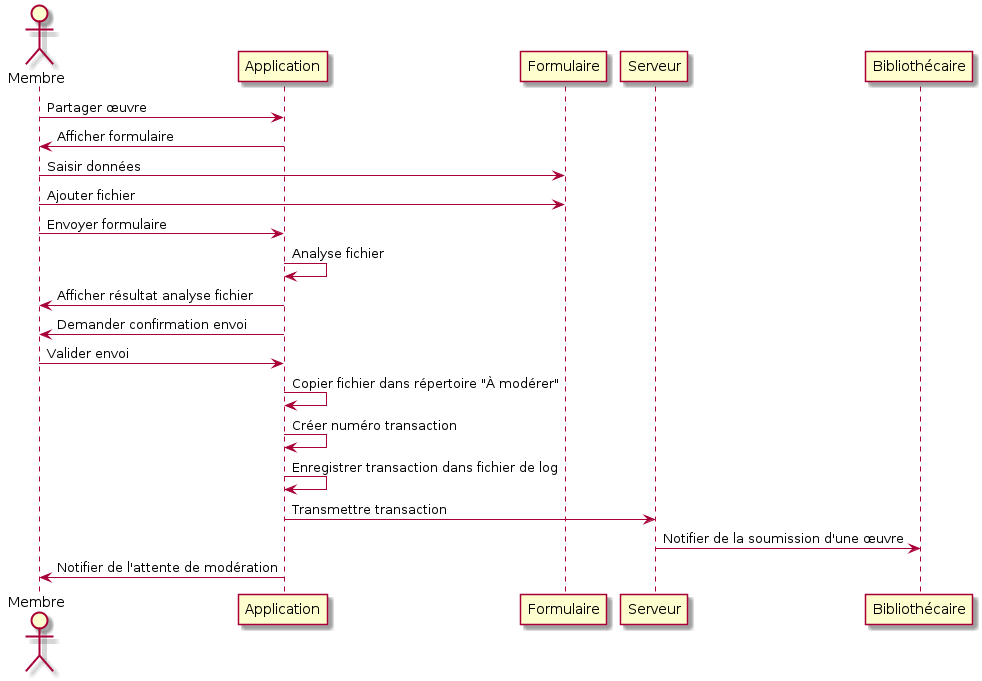 Membre
Application
Formulaire
Serveur
Bibliothécaire
Partager œuvre
Afficher formulaire
Saisir données
Ajouter fichier
Envoyer formulaire
Analyse fichier
Afficher résultat analyse fichier
Demander confirmation envoi
Valider envoi
Copier fichier dans répertoire "À modérer"
Créer numéro transaction
Enregistrer transaction dans fichier de log
Transmettre transaction
Notifier de la soumission d'une œuvre
Notifier de l'attente de modération
Membre
Application
Formulaire
Serveur
Bibliothécaire